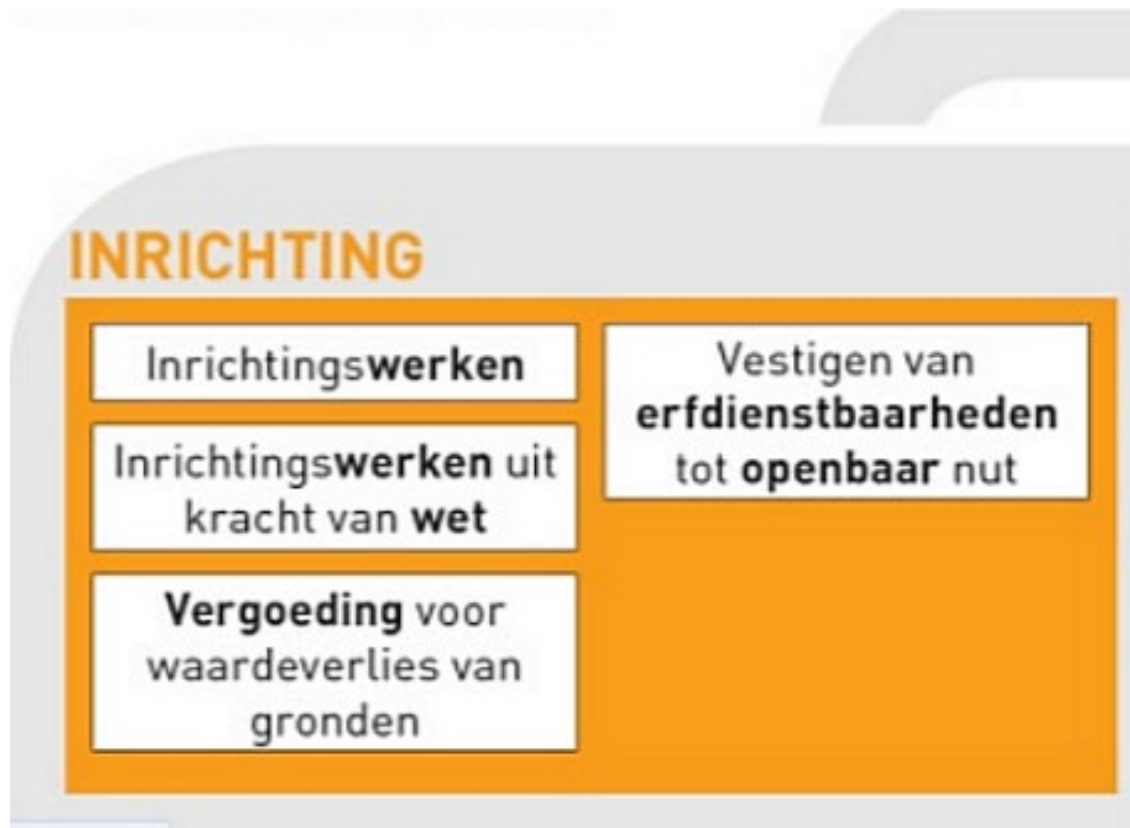 INRICHTING
Inrichtingswerken
Inrichtingswerken uit
kracht van wet
Vergoeding voor
waardeverlies van
gronden
Vestigen van
erfdienstbaarheden
tot openbaar nut